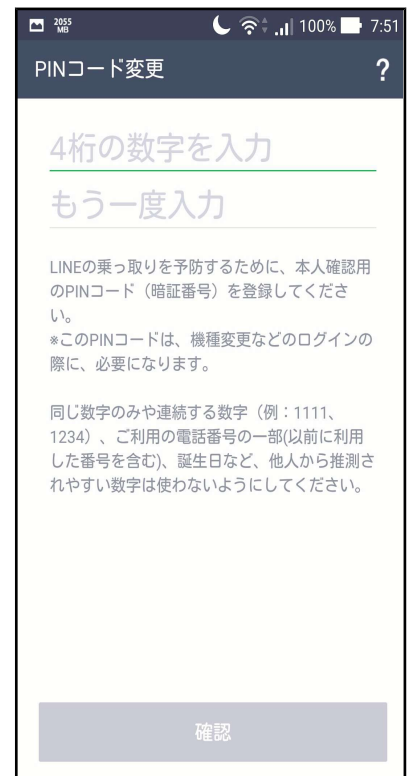 2055
MB
100% 7:51
PINコード変更 ?
4桁の数字を入力
もう一度入力
LINEの乗っ取りを予防するために、本人確認用
のPINコード（暗証番号）を登録してくださ
い。
※このPINコードは、機種変更などのログインの
際に、必要になります。
同じ数字のみや連続する数字（例：1111、
1234）、ご利用の電話番号の一部(以前に利用
した番号を含む)、誕生日など、他人から推測さ
れやすい数字は使わないようにしてください。
確認